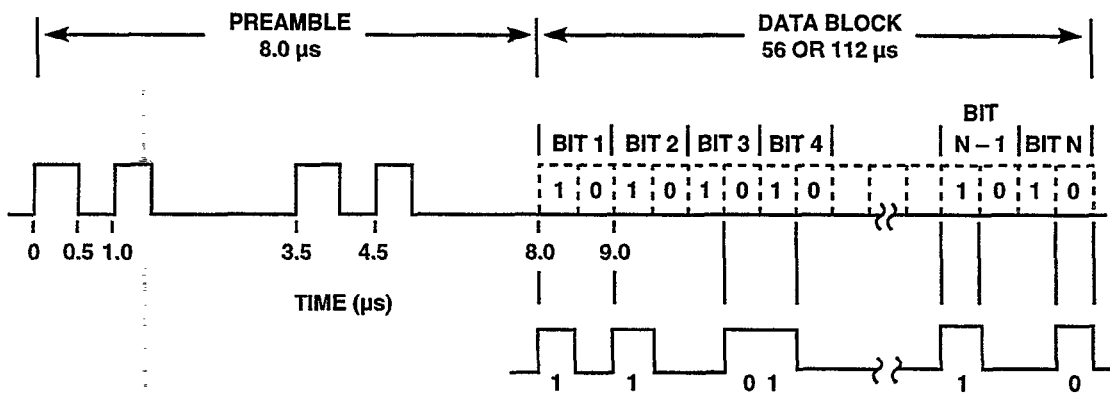 PREAMBLE
8.0 µs
DATA BLOCK
56 OR 112 µs
BIT 1 BIT 2 BIT 3 BIT 4 BIT N – 1 BIT N
1 0 1 0 1 0 1 0 1 0 1 0
0 0.5 1.0 3.5 4.5 8.0 9.0
TIME (µs)
1 1 0 1 1 0